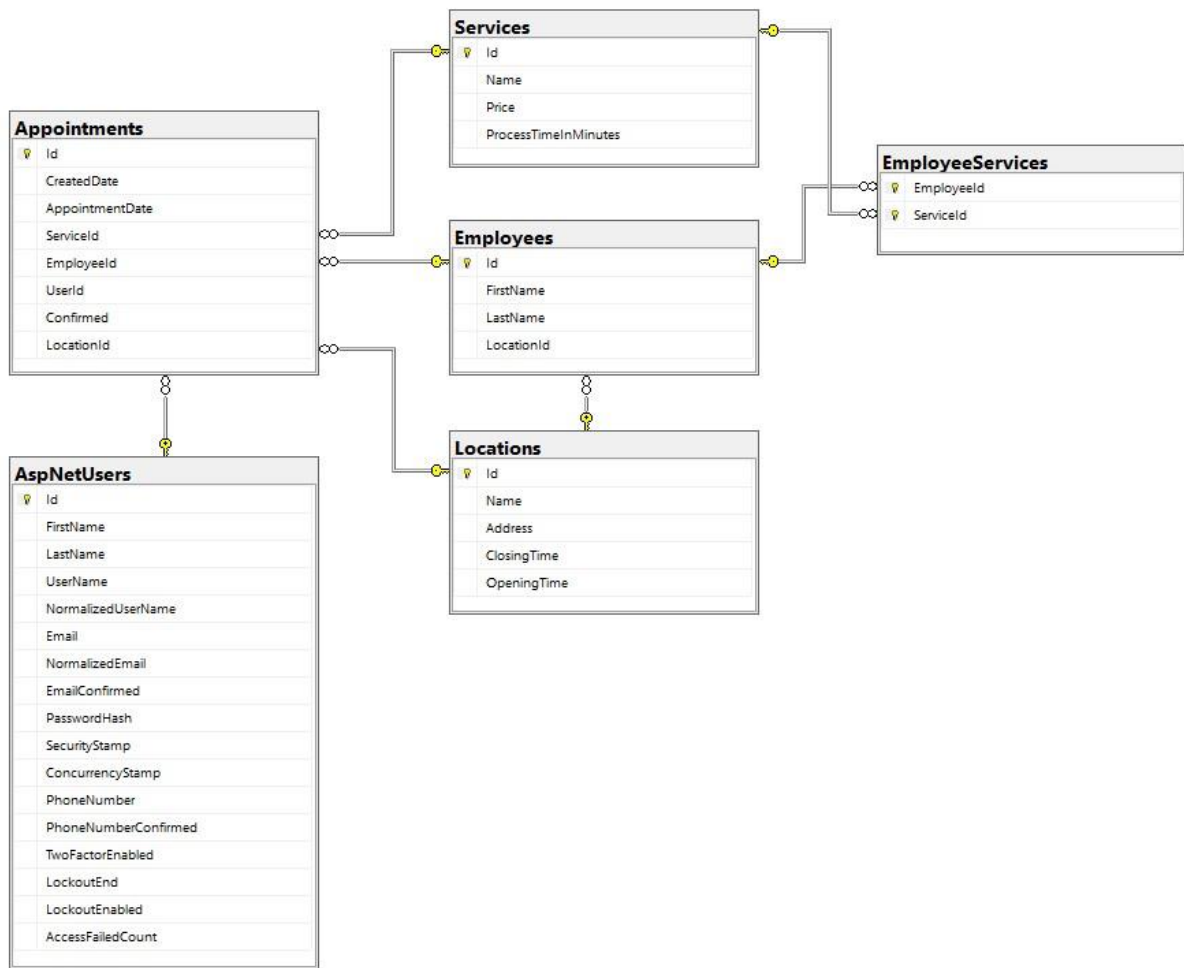 Services
Id
Name
Price
ProcessTimeInMinutes
Appointments
Id
CreatedDate
AppointmentDate
ServiceId
EmployeeId
UserId
Confirmed
LocationId
EmployeeServices
EmployeeId
ServiceId
Employees
Id
FirstName
LastName
LocationId
Locations
Id
Name
Address
ClosingTime
OpeningTime
AspNetUsers
Id
FirstName
LastName
UserName
NormalizedUserName
Email
NormalizedEmail
EmailConfirmed
PasswordHash
SecurityStamp
ConcurrencyStamp
PhoneNumber
PhoneNumberConfirmed
TwoFactorEnabled
LockoutEnd
LockoutEnabled
AccessFailedCount